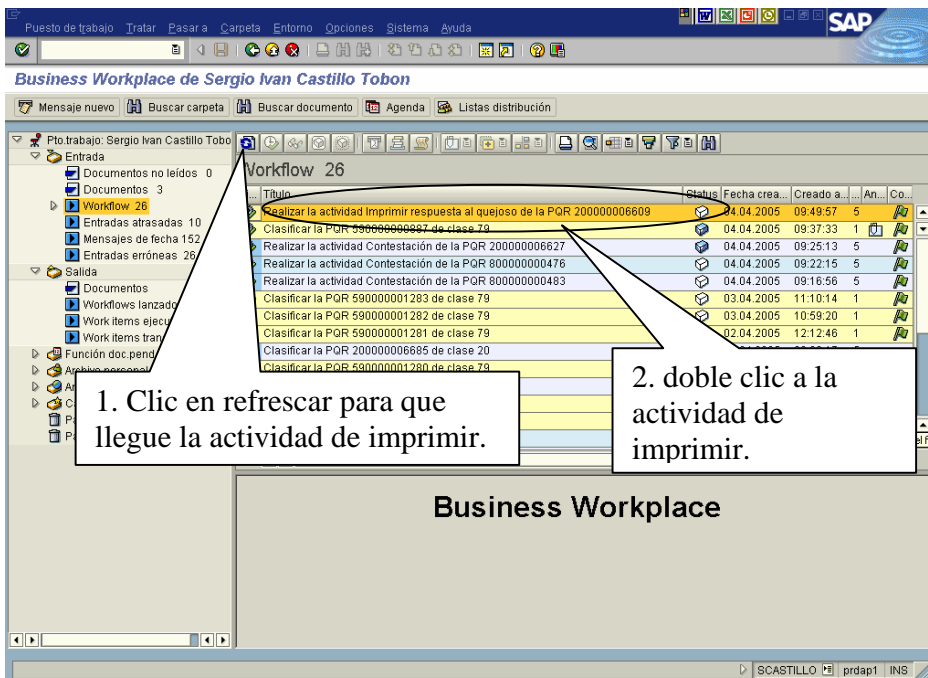 Puesto de trabajo Tratar Pasar a Carpeta Entorno Opciones Sistema Ayuda
SAP
Business Workplace de Sergio Ivan Castillo Tobon
Mensaje nuevo Buscar carpeta Buscar documento Agenda Listas distribución
Pto.trabajo: Sergio Ivan Castillo Tobo
Entrada
Documentos no leídos 0
Documentos 3
Workflow 26
Entradas atrasadas 10
Mensajes de fecha 152
Entradas erróneas 26
Salida
Documentos
Workflows lanzado
Work items ejecu
Work items tran
Función doc.pend
Workflow 26
... Título Status Fecha crea... Creado a... ... An... Co...
Realizar la actividad Imprimir respuesta al quejoso de la PQR 200000006609 04.04.2005 09:49:57 5
Clasificar la PQR 590000000887 de clase 79 04.04.2005 09:37:33 1
Realizar la actividad Contestación de la PQR 200000006627 04.04.2005 09:25:13 5
Realizar la actividad Contestación de la PQR 800000000476 04.04.2005 09:22:15 5
Realizar la actividad Contestación de la PQR 800000000483 04.04.2005 09:16:56 5
Clasificar la PQR 590000001283 de clase 79 03.04.2005 11:10:14 1
Clasificar la PQR 590000001282 de clase 79 03.04.2005 10:59:20 1
Clasificar la PQR 590000001281 de clase 79 02.04.2005 12:12:46 1
Clasificar la PQR 200000006685 de clase 20
Clasificar la PQR 590000001280 de clase 79
1. Clic en refrescar para que
llegue la actividad de imprimir.
2. doble clic a la
actividad de
imprimir.
Business Workplace
SCASTILLO prdap1 INS